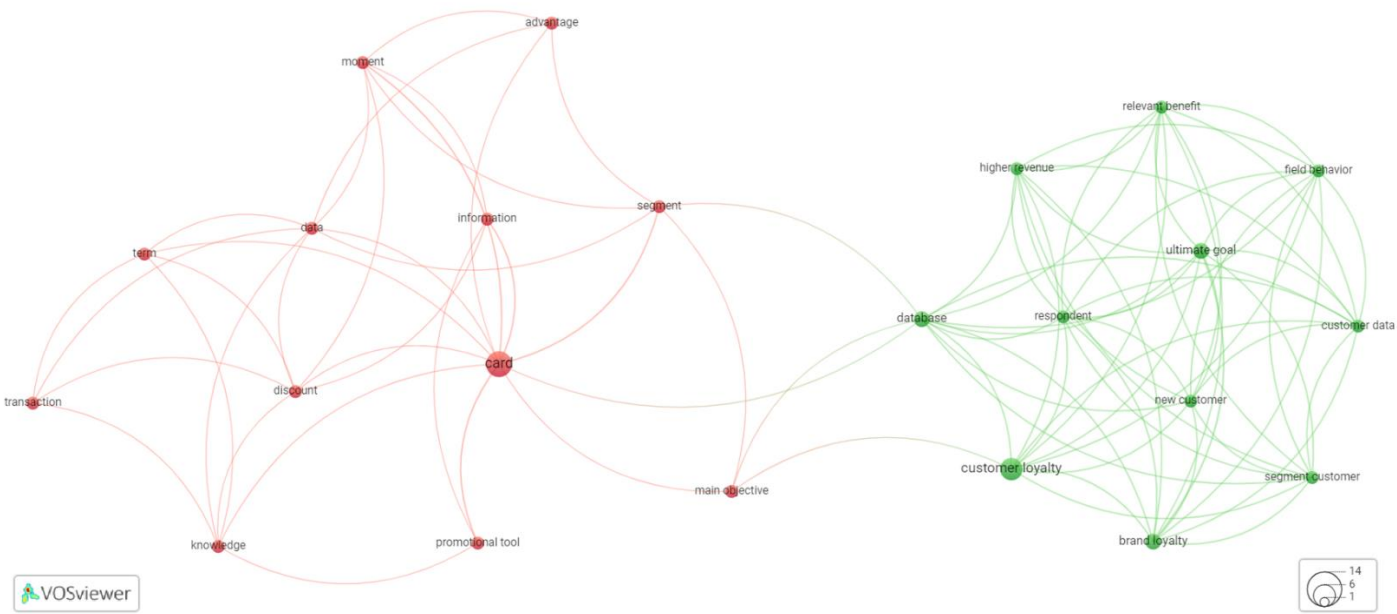 advantage
moment
relevant benefit
higher revenue
field behavior
segment
information
data
term
ultimate goal
database
respondent
customer data
card
discount
transaction
new customer
customer loyalty
segment customer
main objective
brand loyalty
promotional tool
knowledge
VOSviewer
14
6
1